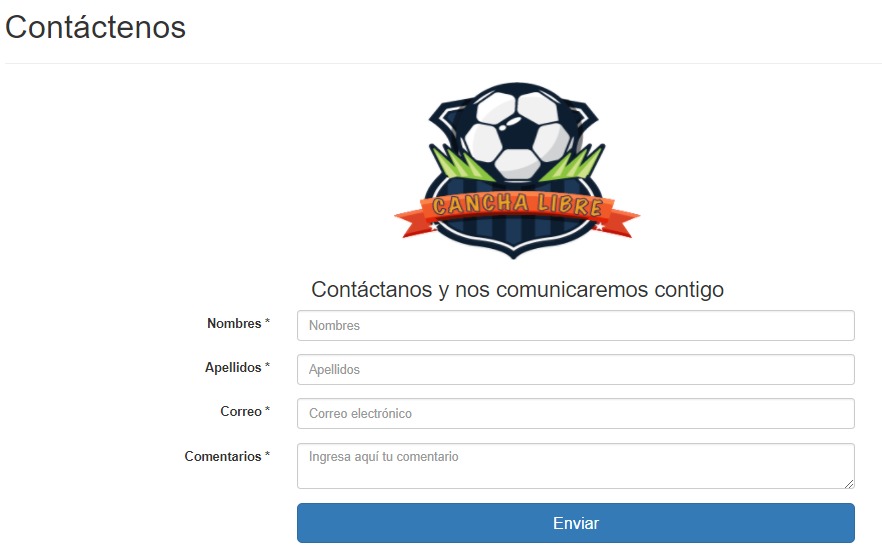 Contáctenos
CANCHA LIBRE
Contáctanos y nos comunicaremos contigo
Nombres * Nombres
Apellidos * Apellidos
Correo * Correo electrónico
Comentarios * Ingresa aquí tu comentario
Enviar